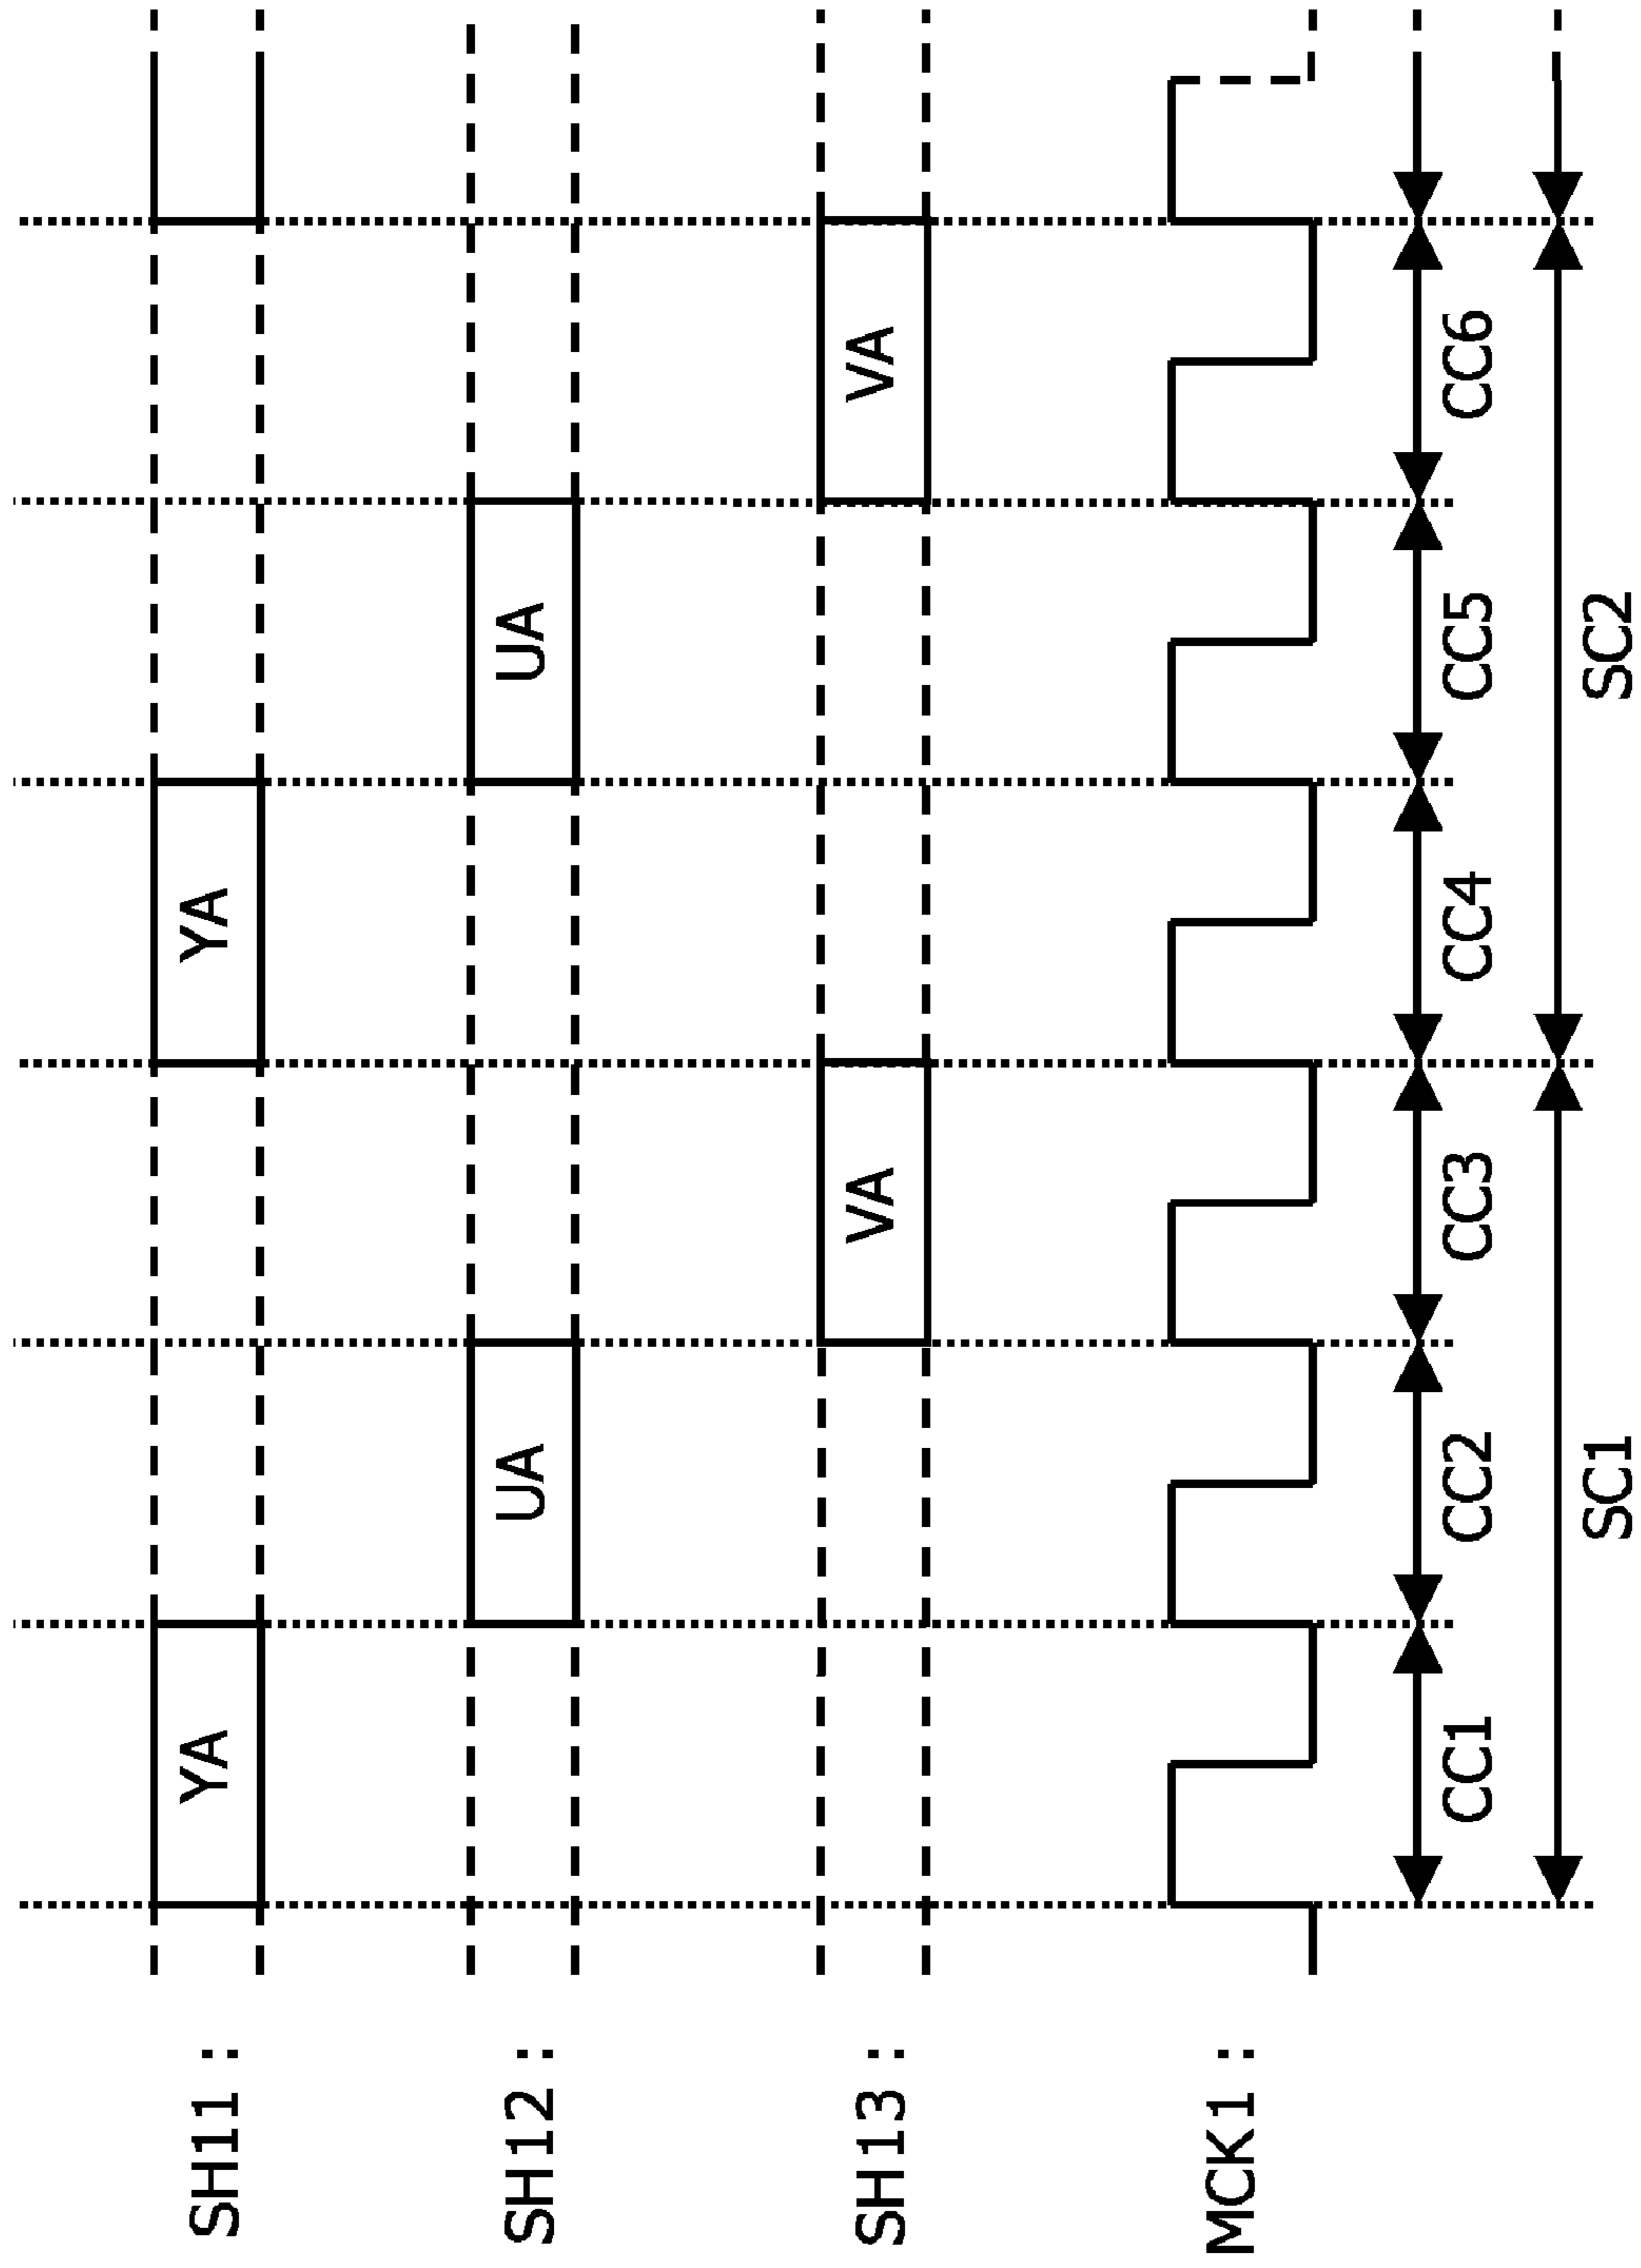 SH11 : YA YA
SH12 : UA UA
SH13 : VA VA
MCK1 :
CC1 CC2 CC3 CC4 CC5 CC6
SC1 SC2